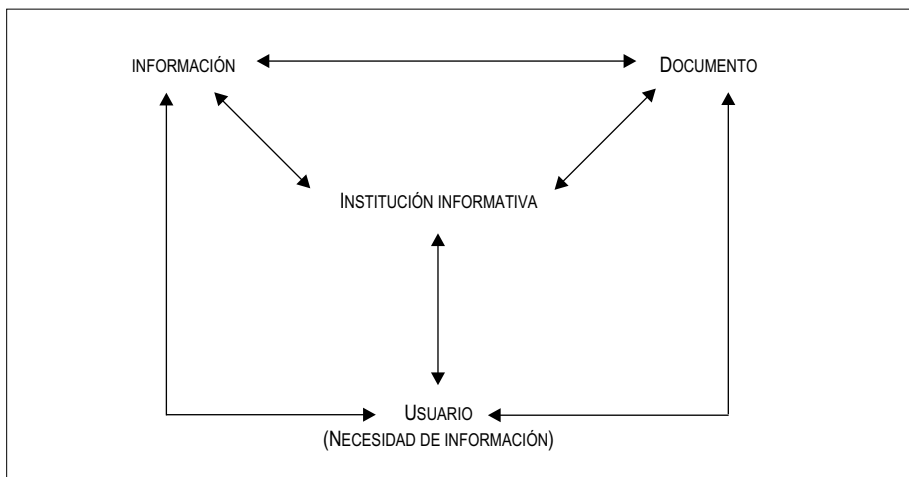 INFORMACIÓN
DOCUMENTO
INSTITUCIÓN INFORMATIVA
USUARIO
(NECESIDAD DE INFORMACIÓN)